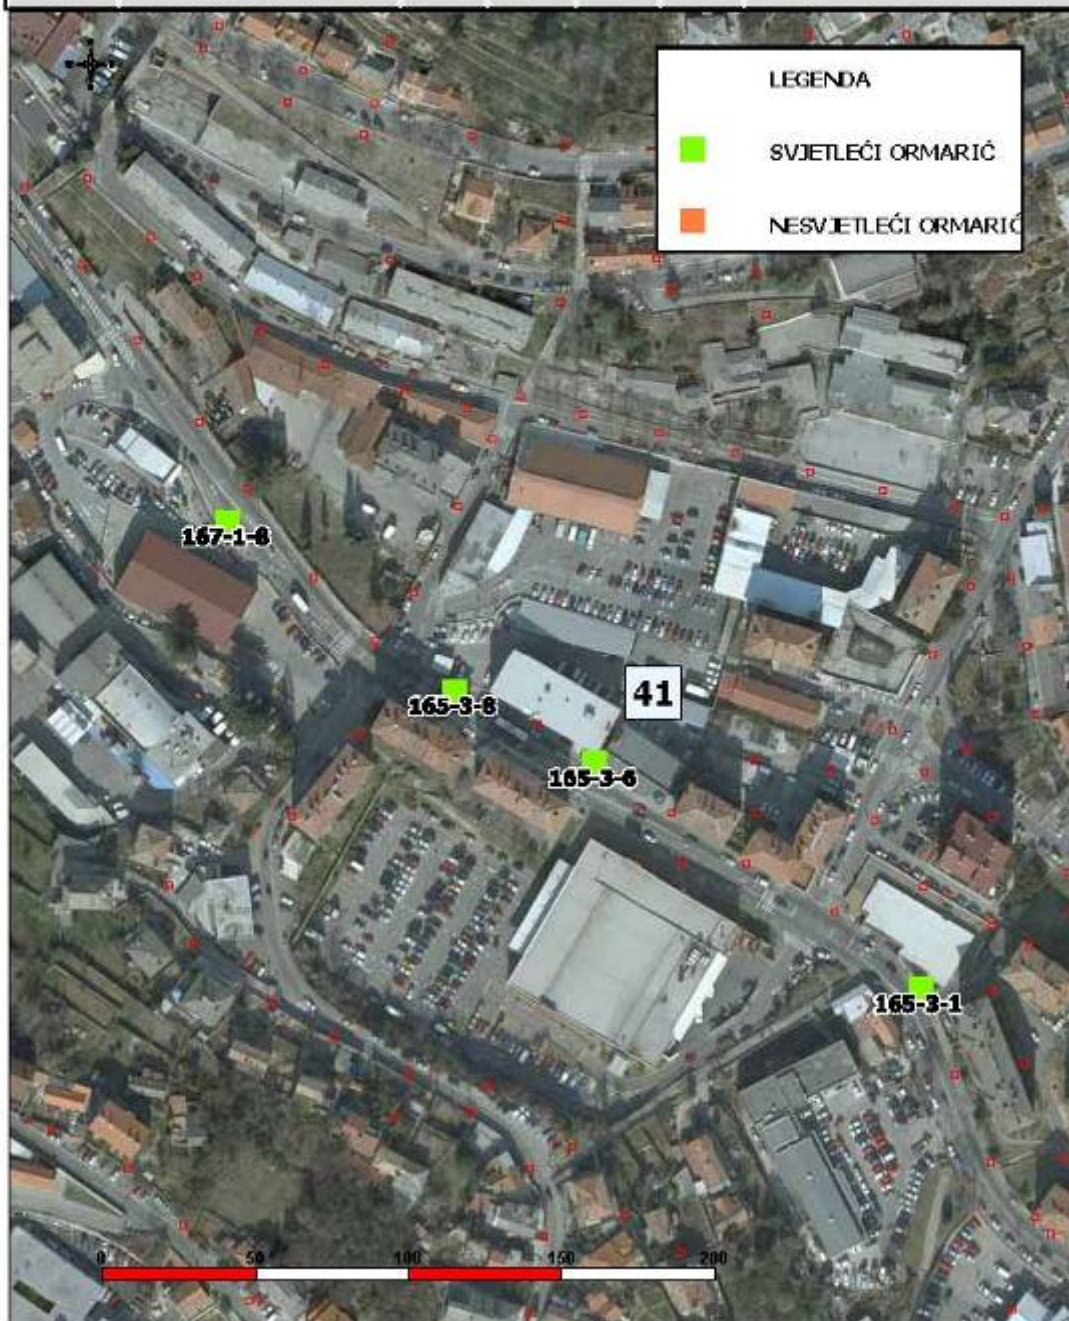 LEGENDA
SVJETLEĆI ORMARIĆ
NESVJETLEĆI ORMARIĆ
167-1-8
165-3-8
41
165-3-6
165-3-1
0 50 100 150 200